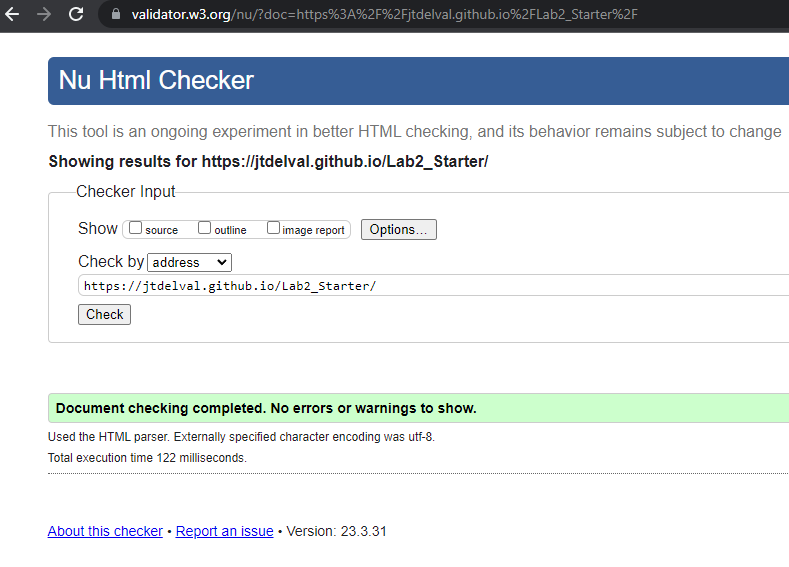 validator.w3.org/nu/?doc=https%3A%2F%2Fjtdelval.github.io%2FLab2_Starter%2F
Nu Html Checker
This tool is an ongoing experiment in better HTML checking, and its behavior remains subject to change
Showing results for https://jtdelval.github.io/Lab2_Starter/
Checker Input
Show source outline image report Options...
Check by address
https://jtdelval.github.io/Lab2_Starter/
Check
Document checking completed. No errors or warnings to show.
Used the HTML parser. Externally specified character encoding was utf-8.
Total execution time 122 milliseconds.
About this checker • Report an issue • Version: 23.3.31